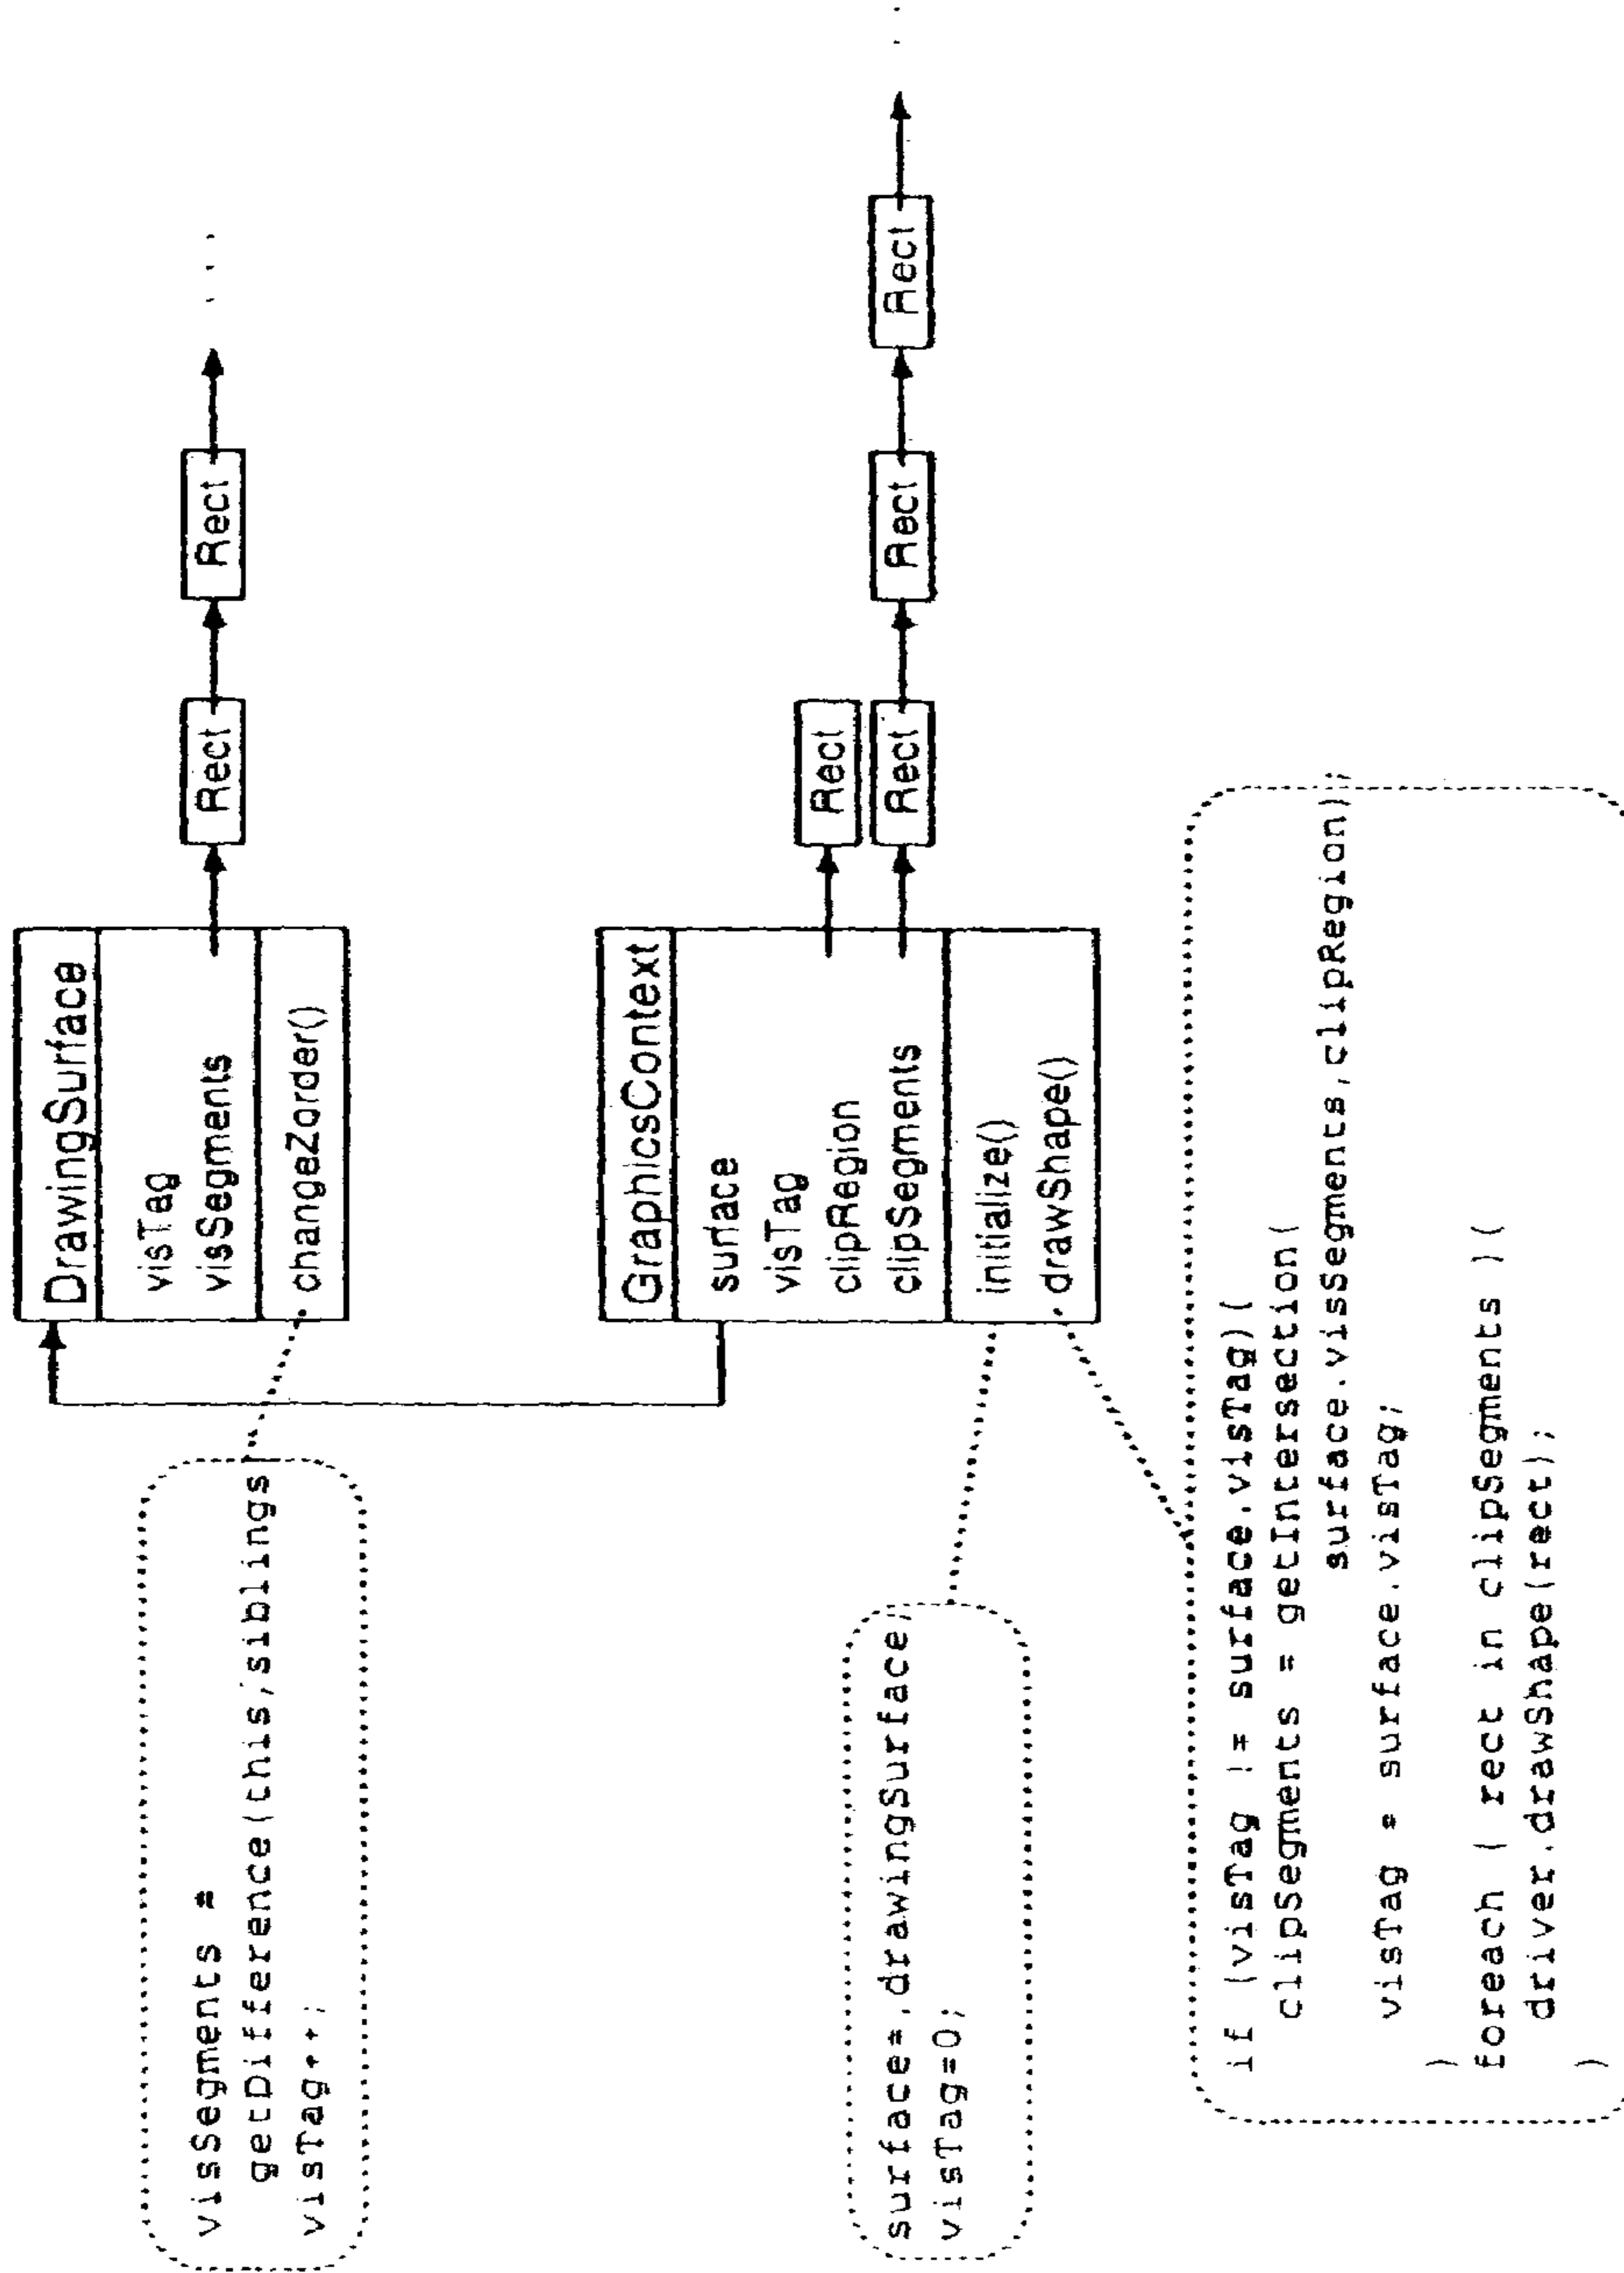 DrawingSurface
visTag
visSegments
changeZorder()
Rect
Rect
visSegments =
getDifference(this,siblings
visTag++;
GraphicsContext
surface
visTag
clipRegion
clipSegments
initialize()
drawShape()
Rect
Rect
Rect
Rect
surface=.drawingSurface;
visTag=0;
if (visTag != surface.visTag)(
clipSegments = getIntersection(
surface.visSegments,clipRegion);
visTag = surface.visTag;
)
foreach ( rect in clipSegments )(
driver.drawShape(rect);
)